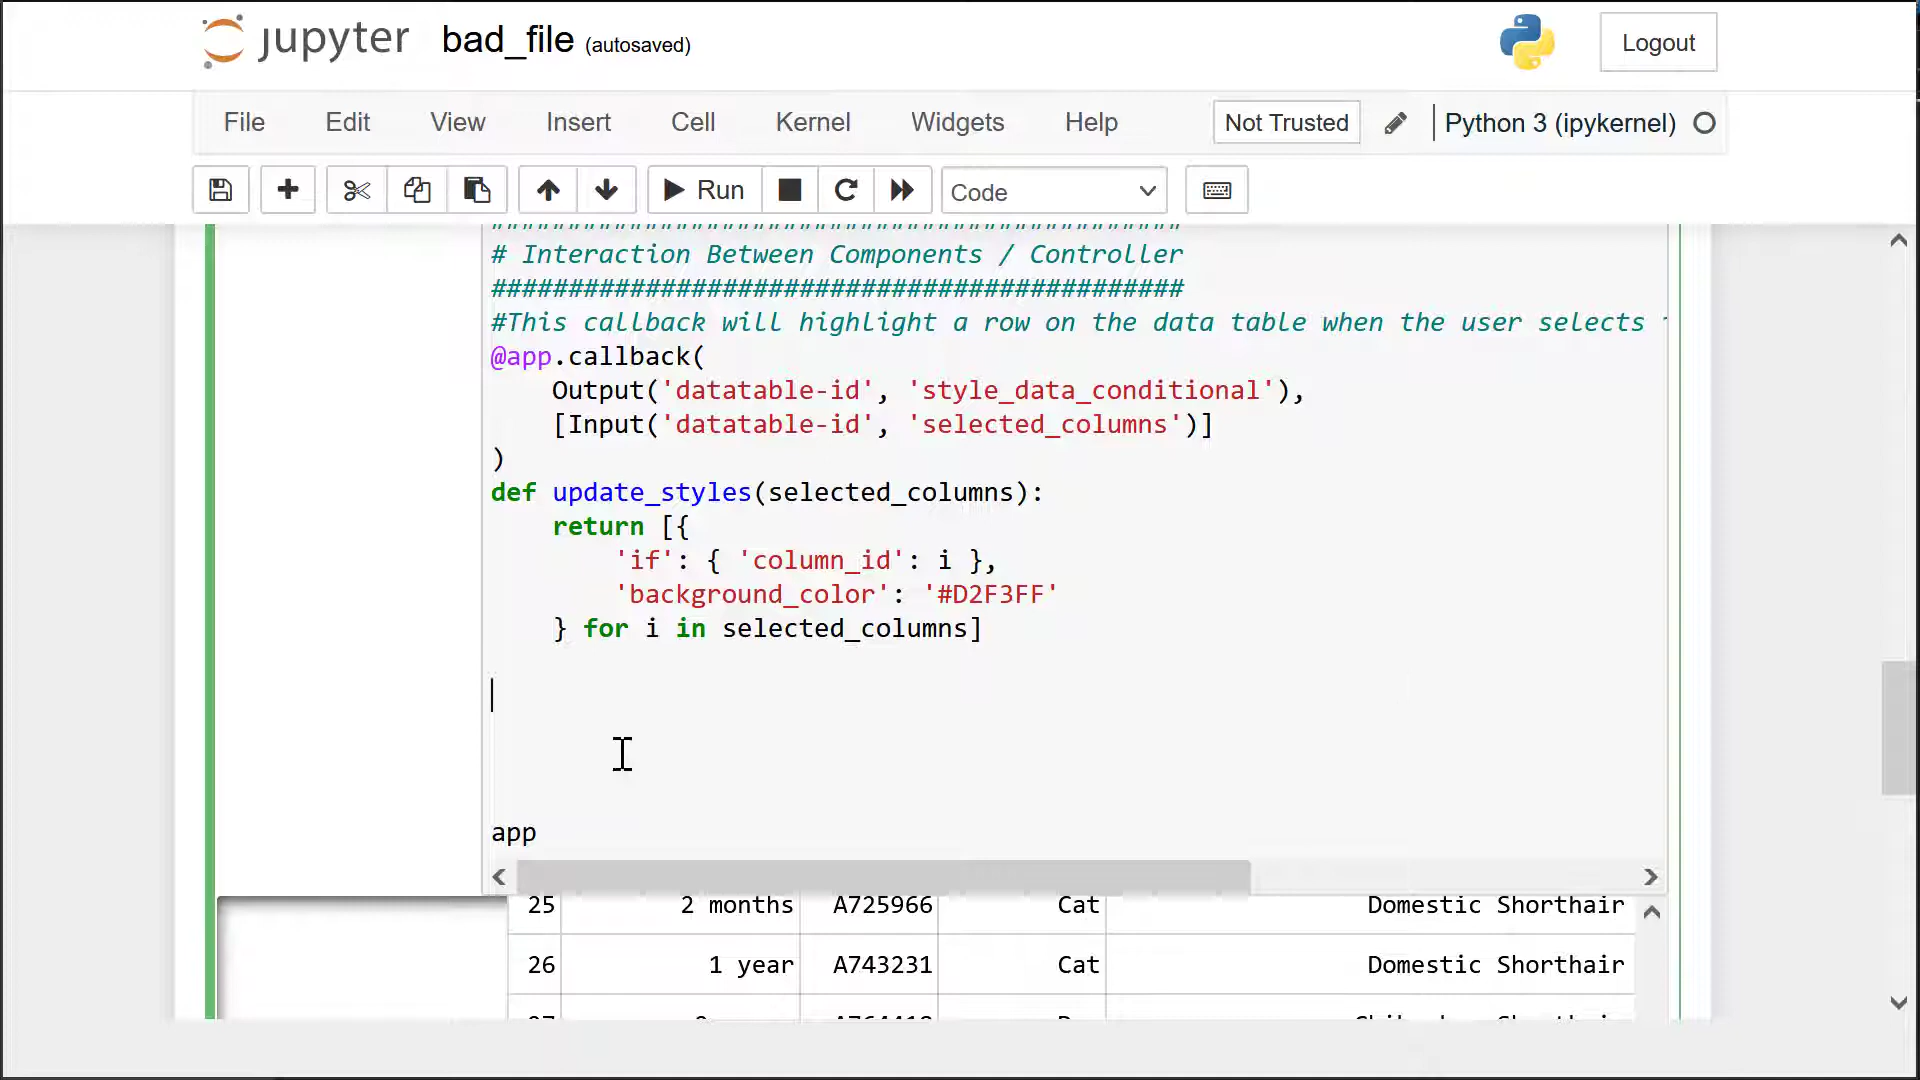 jupyter bad_file (autosaved)
Logout
File Edit View Insert Cell Kernel Widgets Help Not Trusted Python 3 (ipykernel)
Run Code
#############################################
# Interaction Between Components / Controller
#############################################
#This callback will highlight a row on the data table when the user selects
@app.callback(
    Output('datatable-id', 'style_data_conditional'),
    [Input('datatable-id', 'selected_columns')]
)
def update_styles(selected_columns):
    return [{
        'if': { 'column_id': i },
        'background_color': '#D2F3FF'
    } for i in selected_columns]
app
25 2 months A725966 Cat Domestic Shorthair
26 1 year A743231 Cat Domestic Shorthair